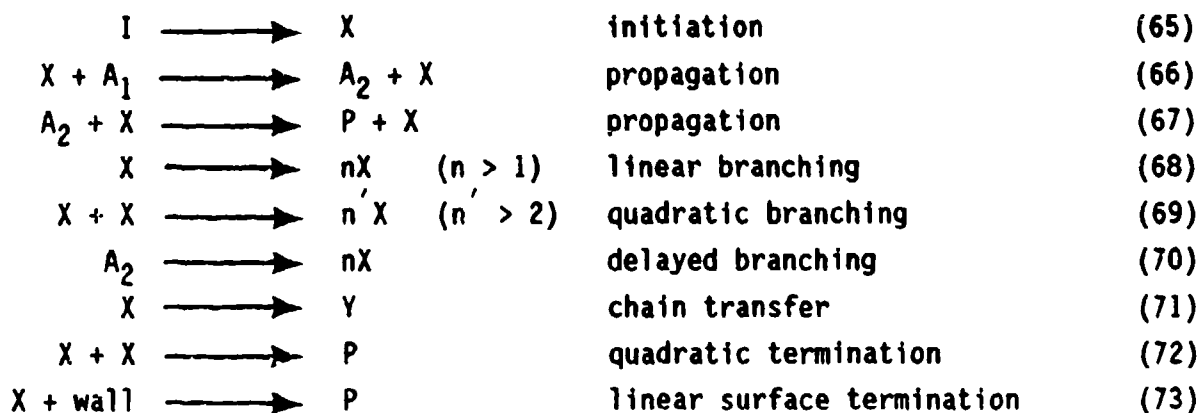 I ⟶ X initiation (65)
X + A₁ ⟶ A₂ + X propagation (66)
A₂ + X ⟶ P + X propagation (67)
X ⟶ nX (n > 1) linear branching (68)
X + X ⟶ n'X (n' > 2) quadratic branching (69)
A₂ ⟶ nX delayed branching (70)
X ⟶ Y chain transfer (71)
X + X ⟶ P quadratic termination (72)
X + wall ⟶ P linear surface termination (73)